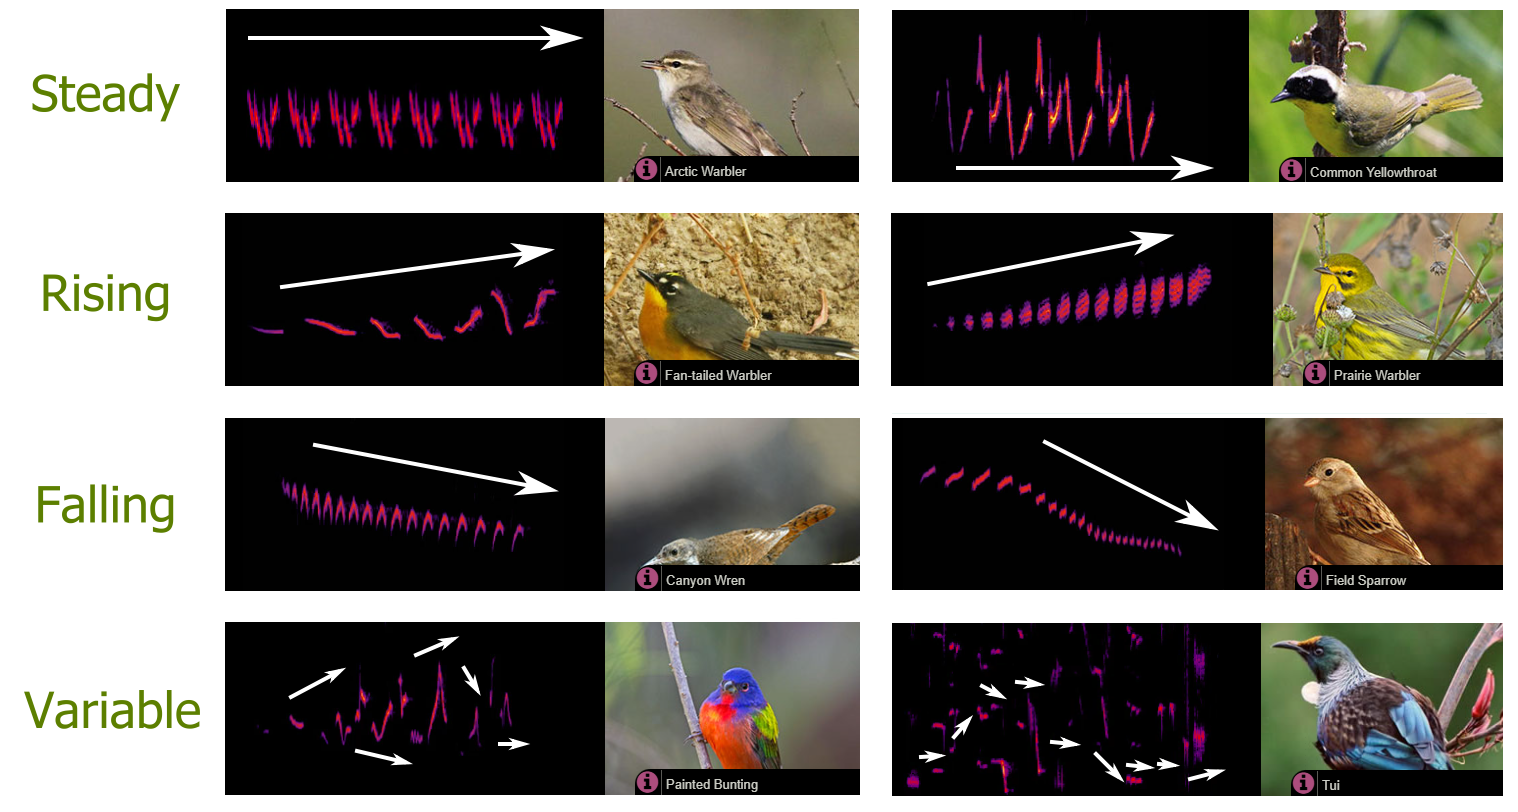 Steady
Arctic Warbler
Common Yellowthroat
Rising
Fan-tailed Warbler
Prairie Warbler
Falling
Canyon Wren
Field Sparrow
Variable
Painted Bunting
Tui